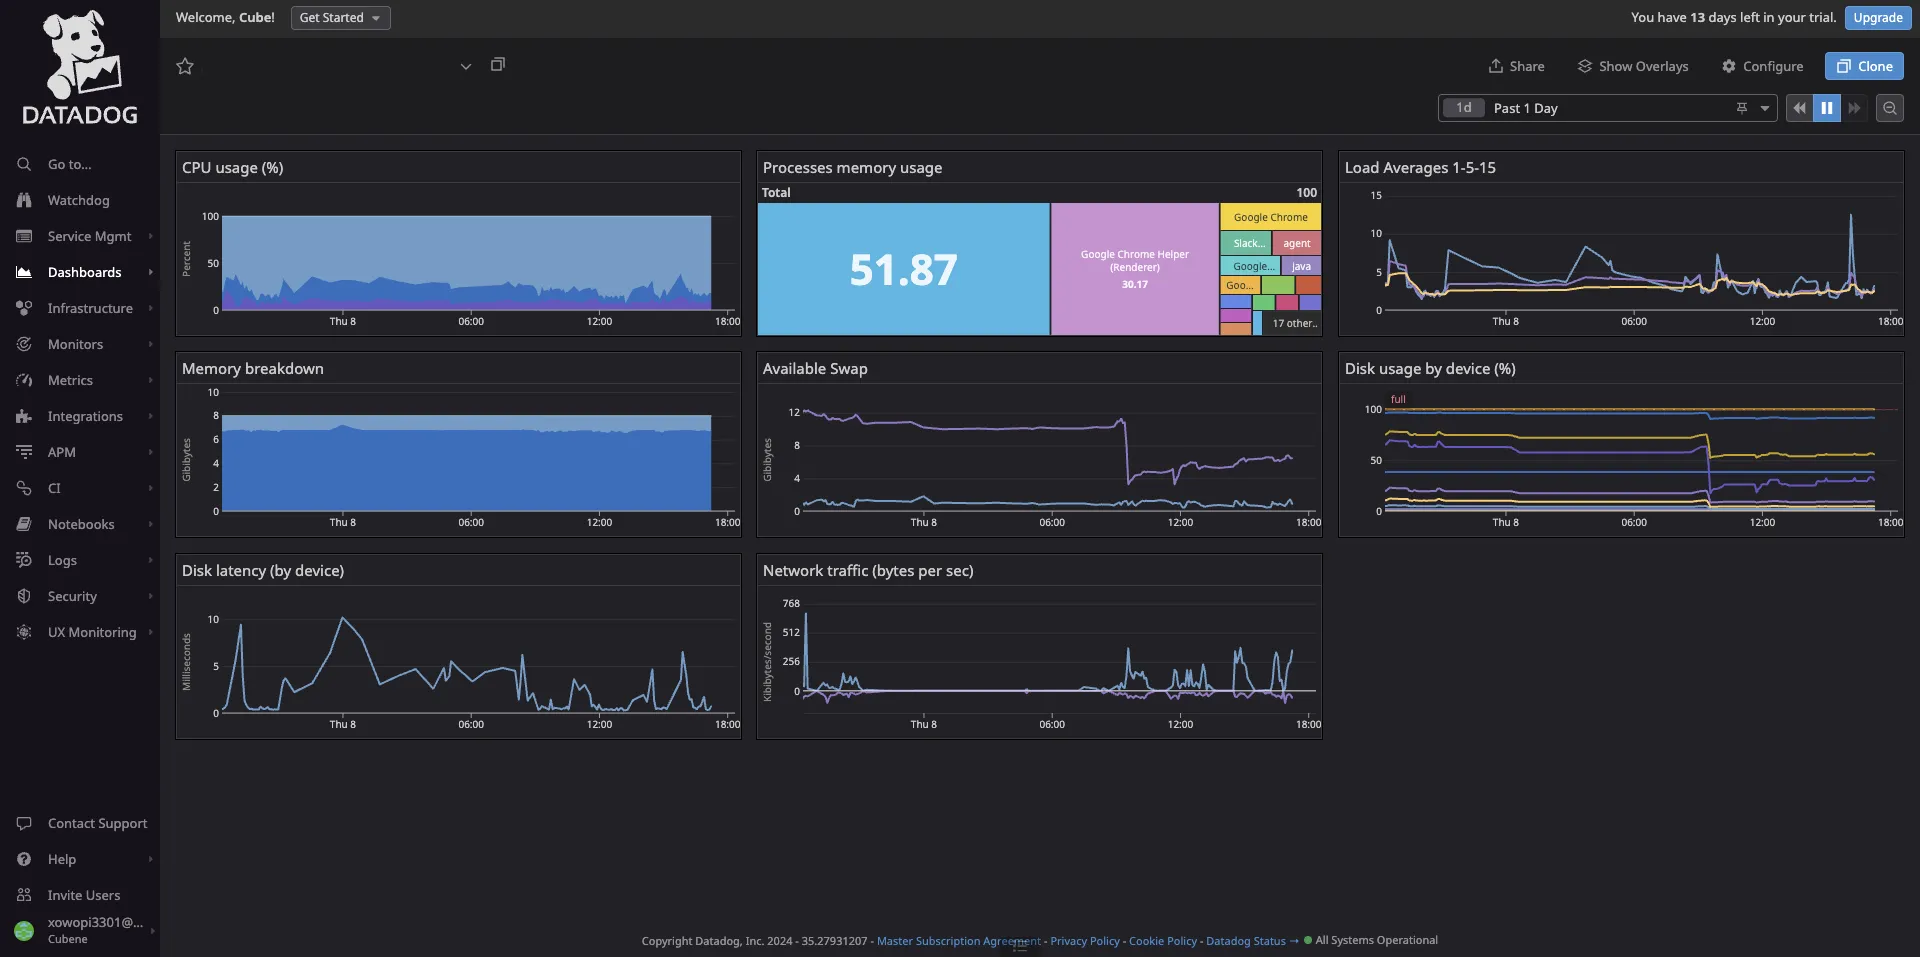 DATADOG
Go to...
Watchdog
Service Mgmt
Dashboards
Infrastructure
Monitors
Metrics
Integrations
APM
CI
Notebooks
Logs
Security
UX Monitoring
Contact Support
Help
Invite Users
xowopi3301@...
Cubene
Welcome, Cube!
Get Started
You have 13 days left in your trial.
Upgrade
Share
Show Overlays
Configure
Clone
1d Past 1 Day
CPU usage (%)
Percent
100
50
0
Thu 8 06:00 12:00 18:00
Processes memory usage
Total 100
51.87
Google Chrome Helper
(Renderer)
30.17
Google Chrome
Slack... agent
Google... java
Goo...
17 other..
Load Averages 1-5-15
15
10
5
0
Thu 8 06:00 12:00 18:00
Memory breakdown
Gibibytes
10
8
6
4
2
0
Thu 8 06:00 12:00 18:00
Available Swap
Gibibytes
12
8
4
0
Thu 8 06:00 12:00 18:00
Disk usage by device (%)
full
100
50
0
Thu 8 06:00 12:00 18:00
Disk latency (by device)
Milliseconds
10
5
0
Thu 8 06:00 12:00 18:00
Network traffic (bytes per sec)
Kibibytes/second
768
512
256
0
Thu 8 06:00 12:00 18:00
Copyright Datadog, Inc. 2024 - 35.27931207 - Master Subscription Agreement - Privacy Policy - Cookie Policy - Datadog Status → All Systems Operational